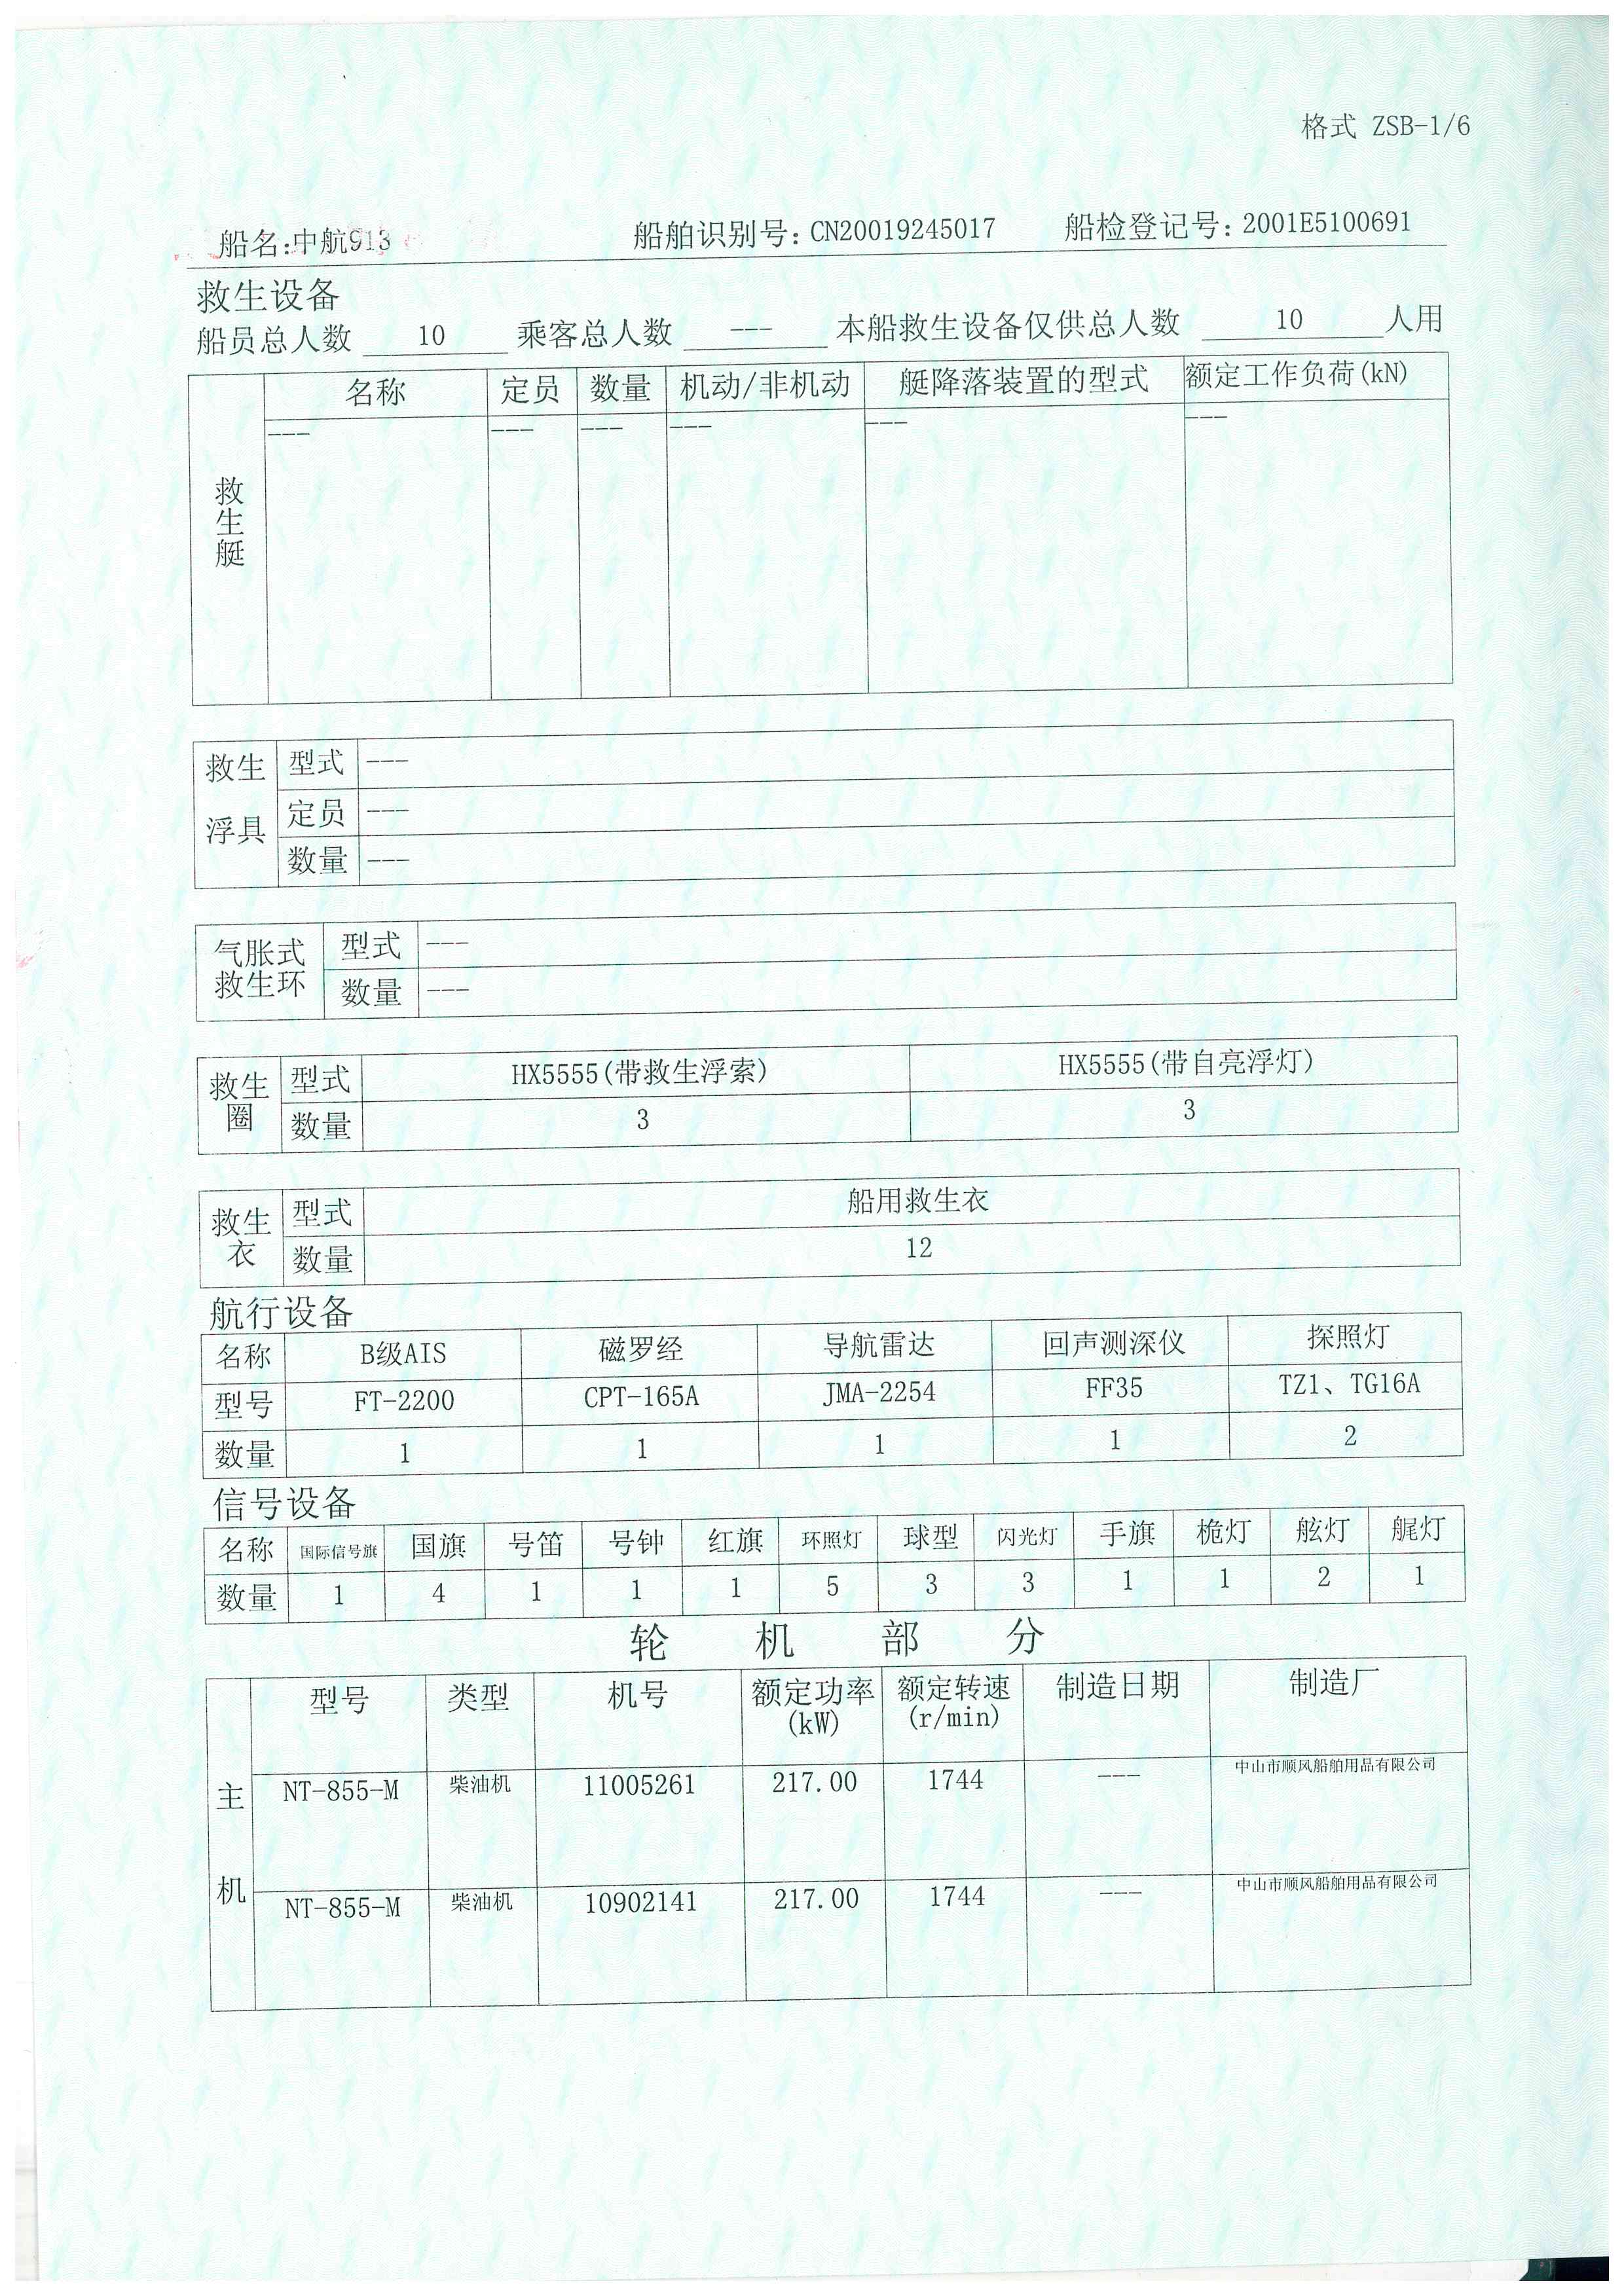 格式 ZSB-1/6
船名:中航913 船舶识别号:CN20019245017 船检登记号:2001E5100691
救生设备
船员总人数 10 乘客总人数 --- 本船救生设备仅供总人数 10 人用
救生艇
名称 定员 数量 机动/非机动 艇降落装置的型式 额定工作负荷(kN)
--- --- --- --- --- ---
救生浮具
型式 ---
定员 ---
数量 ---
气胀式救生环
型式 ---
数量 ---
救生圈
型式 HX5555(带救生浮索) HX5555(带自亮浮灯)
数量 3 3
救生衣
型式 船用救生衣
数量 12
航行设备
名称 B级AIS 磁罗经 导航雷达 回声测深仪 探照灯
型号 FT-2200 CPT-165A JMA-2254 FF35 TZ1、TG16A
数量 1 1 1 1 2
信号设备
名称 国际信号旗 国旗 号笛 号钟 红旗 环照灯 球型 闪光灯 手旗 桅灯 舷灯 艉灯
数量 1 4 1 1 1 5 3 3 1 1 2 1
轮机部分
主机
型号 类型 机号 额定功率(kW) 额定转速(r/min) 制造日期 制造厂
NT-855-M 柴油机 11005261 217.00 1744 --- 中山市顺风船舶用品有限公司
NT-855-M 柴油机 10902141 217.00 1744 --- 中山市顺风船舶用品有限公司